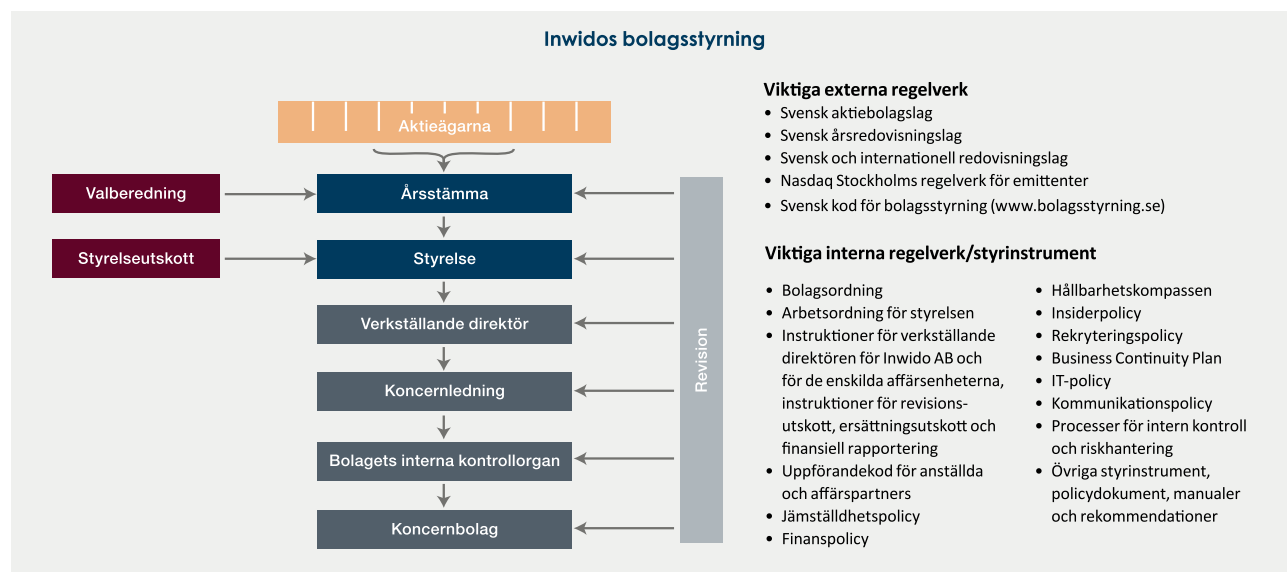 Inwidos bolagsstyrning
Aktieägarna
Valberedning
Årsstämma
Styrelseutskott
Styrelse
Verkställande direktör
Koncernledning
Bolagets interna kontrollorgan
Koncernbolag
Revision
Viktiga externa regelverk
• Svensk aktiebolagslag
• Svensk årsredovisningslag
• Svensk och internationell redovisningslag
• Nasdaq Stockholms regelverk för emittenter
• Svensk kod för bolagsstyrning (www.bolagsstyrning.se)
Viktiga interna regelverk/styrinstrument
• Bolagsordning
• Arbetsordning för styrelsen
• Instruktioner för verkställande
direktören för Inwido AB och
för de enskilda affärsenheterna,
instruktioner för revisions-
utskott, ersättningsutskott och
finansiell rapportering
• Uppförandekod för anställda
och affärspartners
• Jämställdhetspolicy
• Finanspolicy
• Hållbarhetskompassen
• Insiderpolicy
• Rekryteringspolicy
• Business Continuity Plan
• IT-policy
• Kommunikationspolicy
• Processer för intern kontroll
och riskhantering
• Övriga styrinstrument,
policydokument, manualer
och rekommendationer